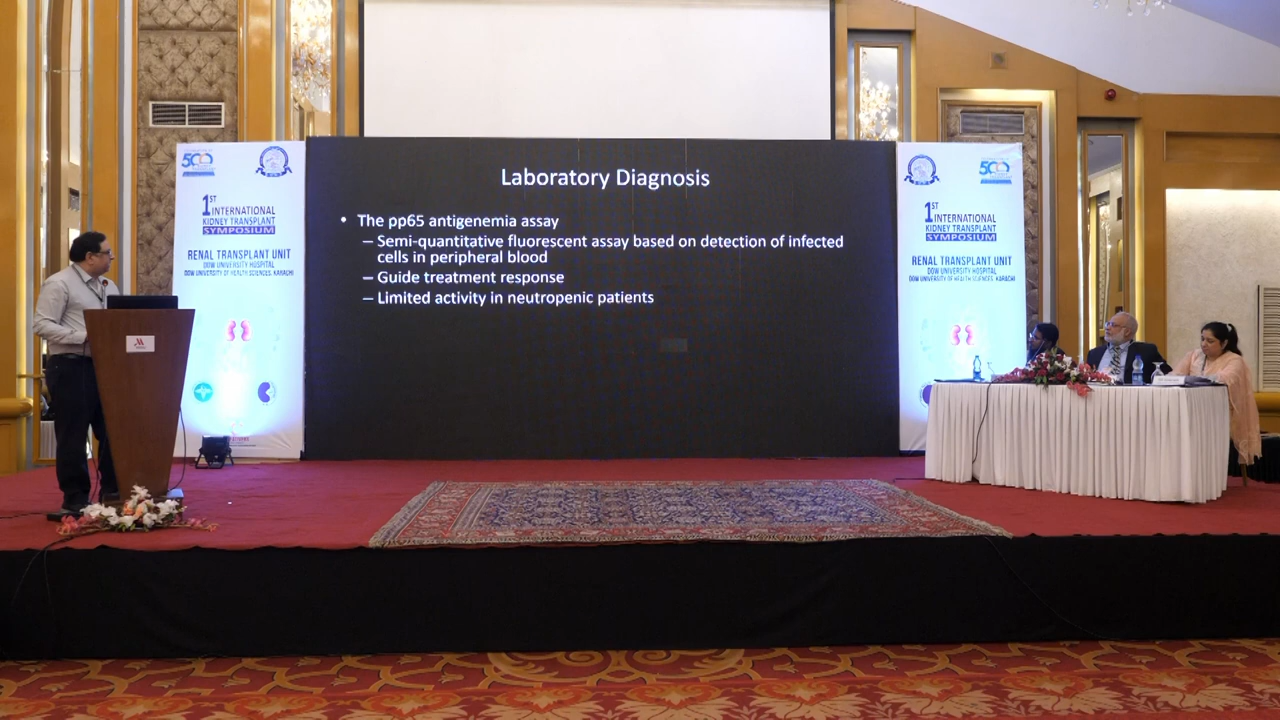 Laboratory Diagnosis
• The pp65 antigenemia assay
– Semi-quantitative fluorescent assay based on detection of infected
cells in peripheral blood
– Guide treatment response
– Limited activity in neutropenic patients
500
1ST
INTERNATIONAL
KIDNEY TRANSPLANT
SYMPOSIUM
RENAL TRANSPLANT UNIT
DOW UNIVERSITY HOSPITAL
DOW UNIVERSITY OF HEALTH SCIENCES, KARACHI
500
1ST
INTERNATIONAL
KIDNEY TRANSPLANT
SYMPOSIUM
RENAL TRANSPLANT UNIT
DOW UNIVERSITY HOSPITAL
DOW UNIVERSITY OF HEALTH SCIENCES, KARACHI